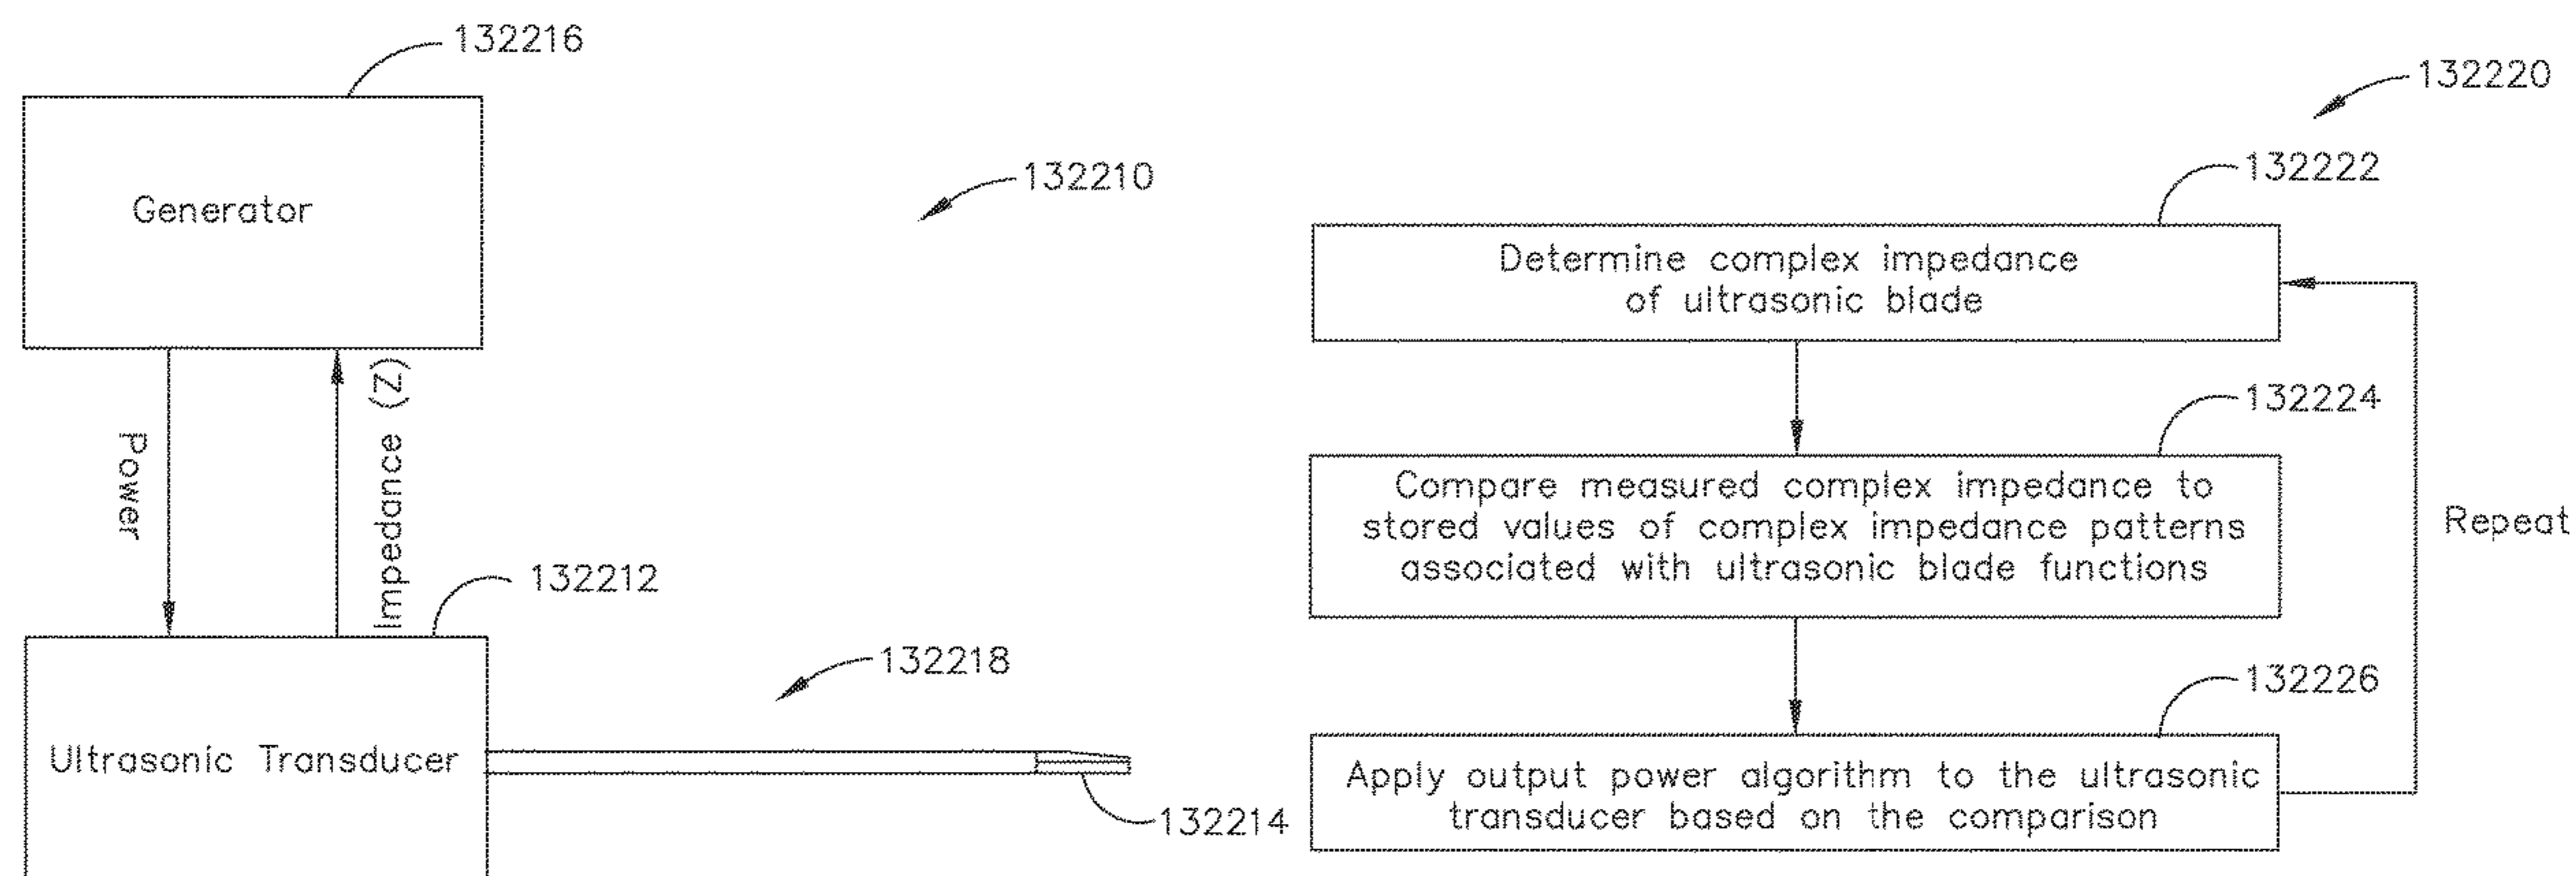 132216
Generator
132210
Power
Impedance (Z)
132212
132218
Ultrasonic Transducer
132214
132220
132222
Determine complex impedance
of ultrasonic blade
132224
Compare measured complex impedance to
stored values of complex impedance patterns
associated with ultrasonic blade functions
Repeat
132226
Apply output power algorithm to the ultrasonic
transducer based on the comparison